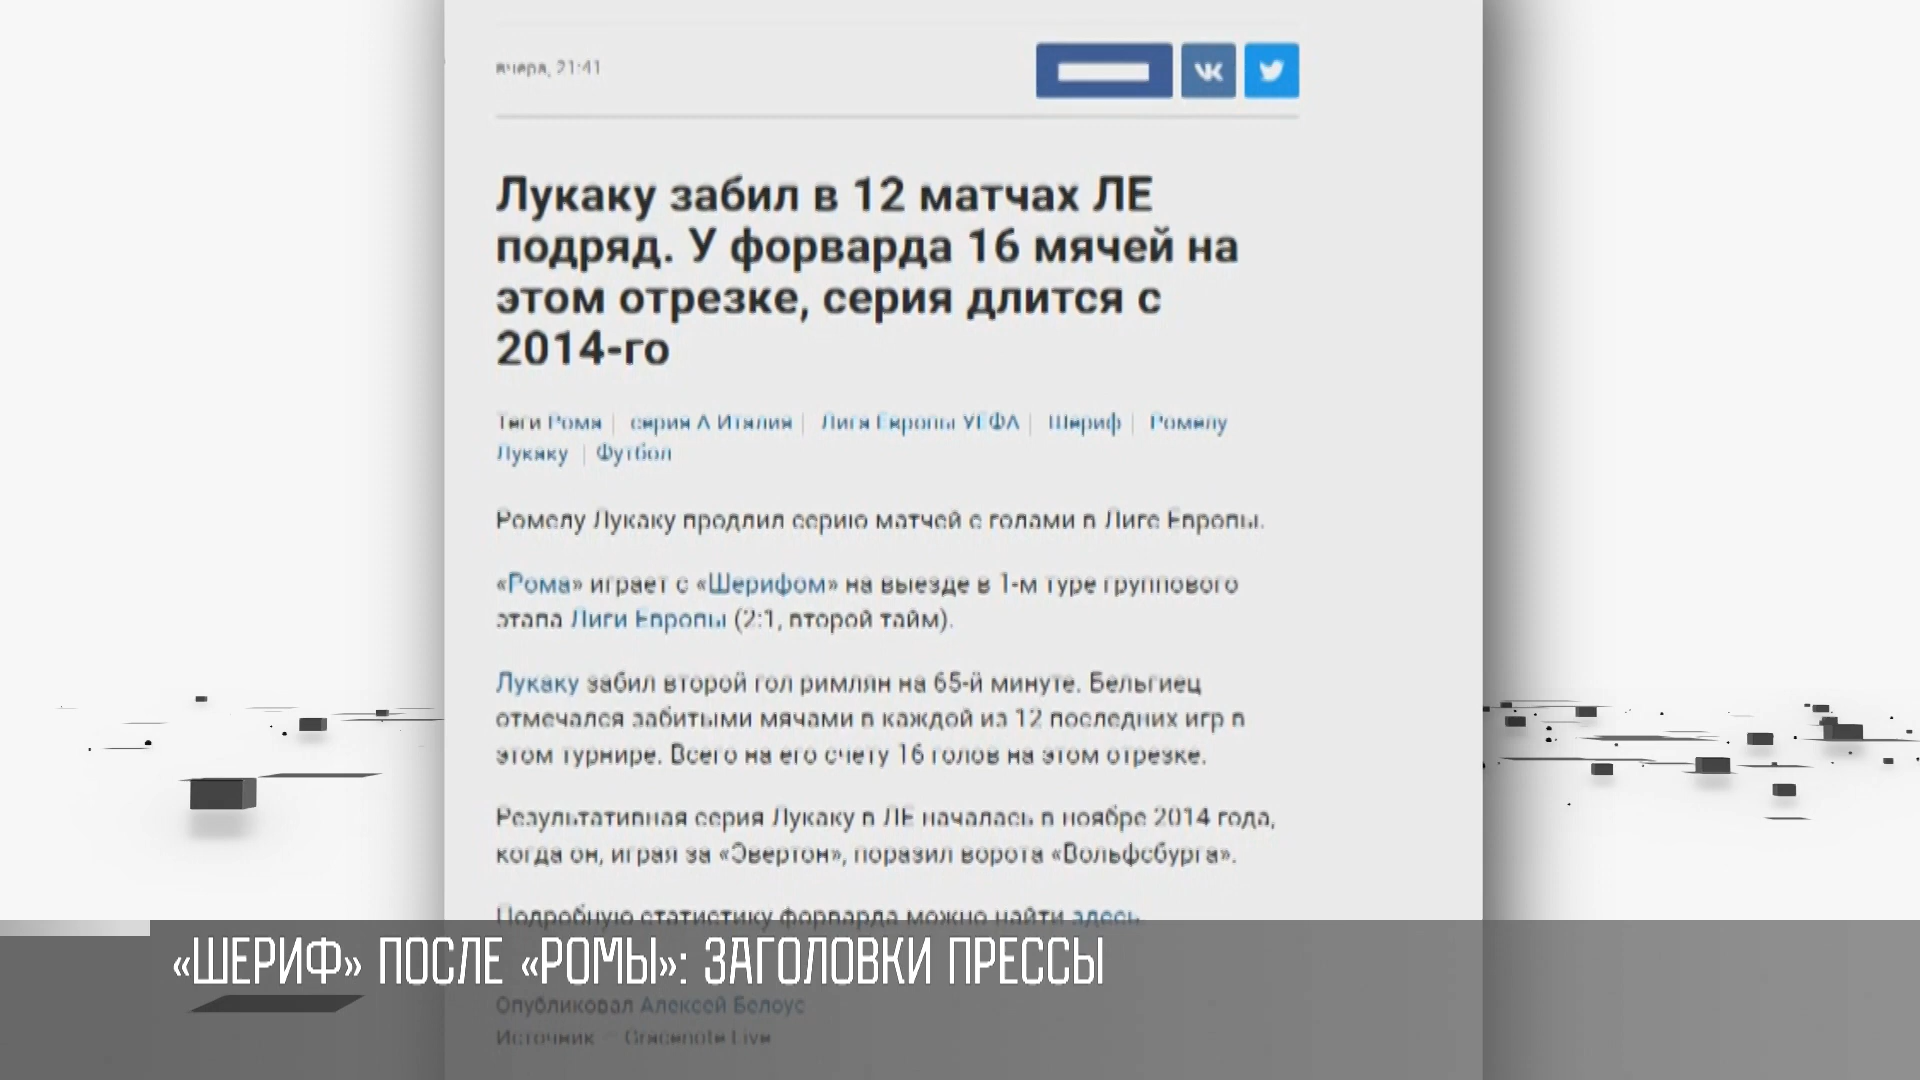 вчера, 21:41
Лукаку забил в 12 матчах ЛЕ
подряд. У форварда 16 мячей на
этом отрезке, серия длится с
2014-го
Теги Рома | серия А Италия | Лига Европы УЕФА | Шериф | Ромелу
Лукаку | Футбол
Ромелу Лукаку продлил серию матчей с голами в Лиге Европы.
«Рома» играет с «Шерифом» на выезде в 1-м туре группового
этапа Лиги Европы (2:1, второй тайм).
Лукаку забил второй гол римлян на 65-й минуте. Бельгиец
отмечался забитыми мячами в каждой из 12 последних игр в
этом турнире. Всего на его счету 16 голов на этом отрезке.
Результативная серия Лукаку в ЛЕ началась в ноябре 2014 года,
когда он, играя за «Эвертон», поразил ворота «Вольфсбурга».
Подробную статистику форварда можно найти здесь.
«ШЕРИФ» ПОСЛЕ «РОМЫ»: ЗАГОЛОВКИ ПРЕССЫ
Опубликовал Алексей Белоус
Источник – Gracenote Live